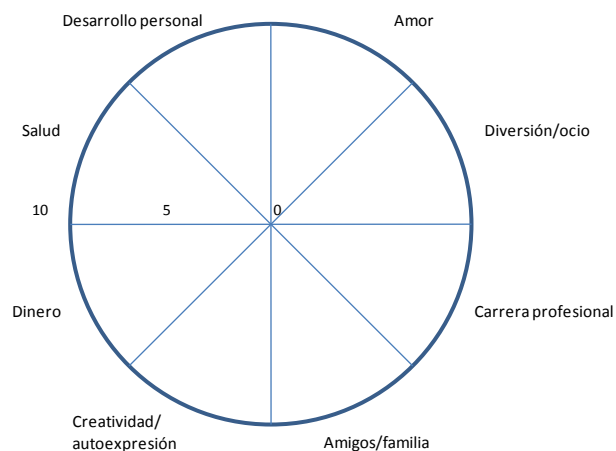 Desarrollo personal
Amor
Salud
Diversión/ocio
10
5
0
Dinero
Carrera profesional
Creatividad/
autoexpresión
Amigos/familia